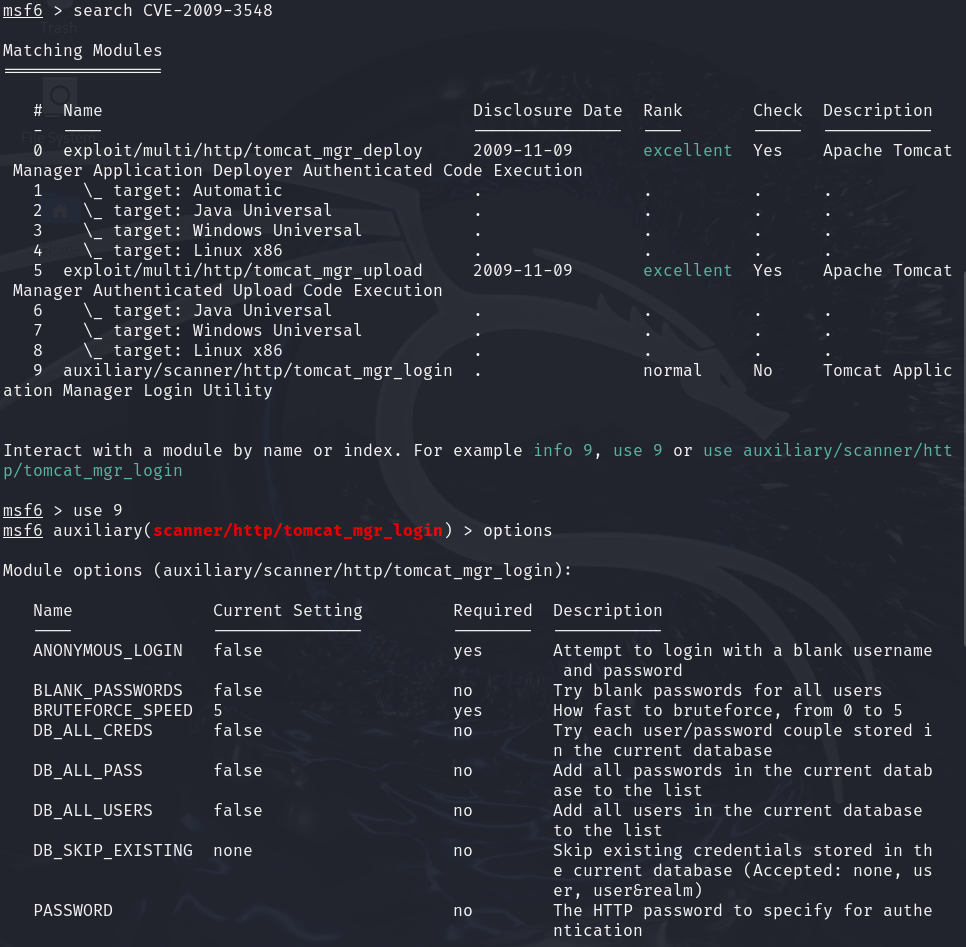 msf6 > search CVE-2009-3548
Trash
Matching Modules
================
# Name Disclosure Date Rank Check Description
- ---- --------------- ---- ----- -----------
File System
0 exploit/multi/http/tomcat_mgr_deploy 2009-11-09 excellent Yes Apache Tomcat
Manager Application Deployer Authenticated Code Execution
1 \_ target: Automatic . . . .
2 \_ target: Java Universal . . . .
3 \_ target: Windows Universal . . . .
4 \_ target: Linux x86 . . . .
5 exploit/multi/http/tomcat_mgr_upload 2009-11-09 excellent Yes Apache Tomcat
Manager Authenticated Upload Code Execution
6 \_ target: Java Universal . . . .
7 \_ target: Windows Universal . . . .
8 \_ target: Linux x86 . . . .
9 auxiliary/scanner/http/tomcat_mgr_login . normal No Tomcat Applic
ation Manager Login Utility
Interact with a module by name or index. For example info 9, use 9 or use auxiliary/scanner/htt
p/tomcat_mgr_login
msf6 > use 9
msf6 auxiliary(scanner/http/tomcat_mgr_login) > options
Module options (auxiliary/scanner/http/tomcat_mgr_login):
Name Current Setting Required Description
---- --------------- -------- -----------
ANONYMOUS_LOGIN false yes Attempt to login with a blank username
and password
BLANK_PASSWORDS false no Try blank passwords for all users
BRUTEFORCE_SPEED 5 yes How fast to bruteforce, from 0 to 5
DB_ALL_CREDS false no Try each user/password couple stored i
n the current database
DB_ALL_PASS false no Add all passwords in the current datab
ase to the list
DB_ALL_USERS false no Add all users in the current database
to the list
DB_SKIP_EXISTING none no Skip existing credentials stored in th
e current database (Accepted: none, us
er, user&realm)
PASSWORD no The HTTP password to specify for authe
ntication